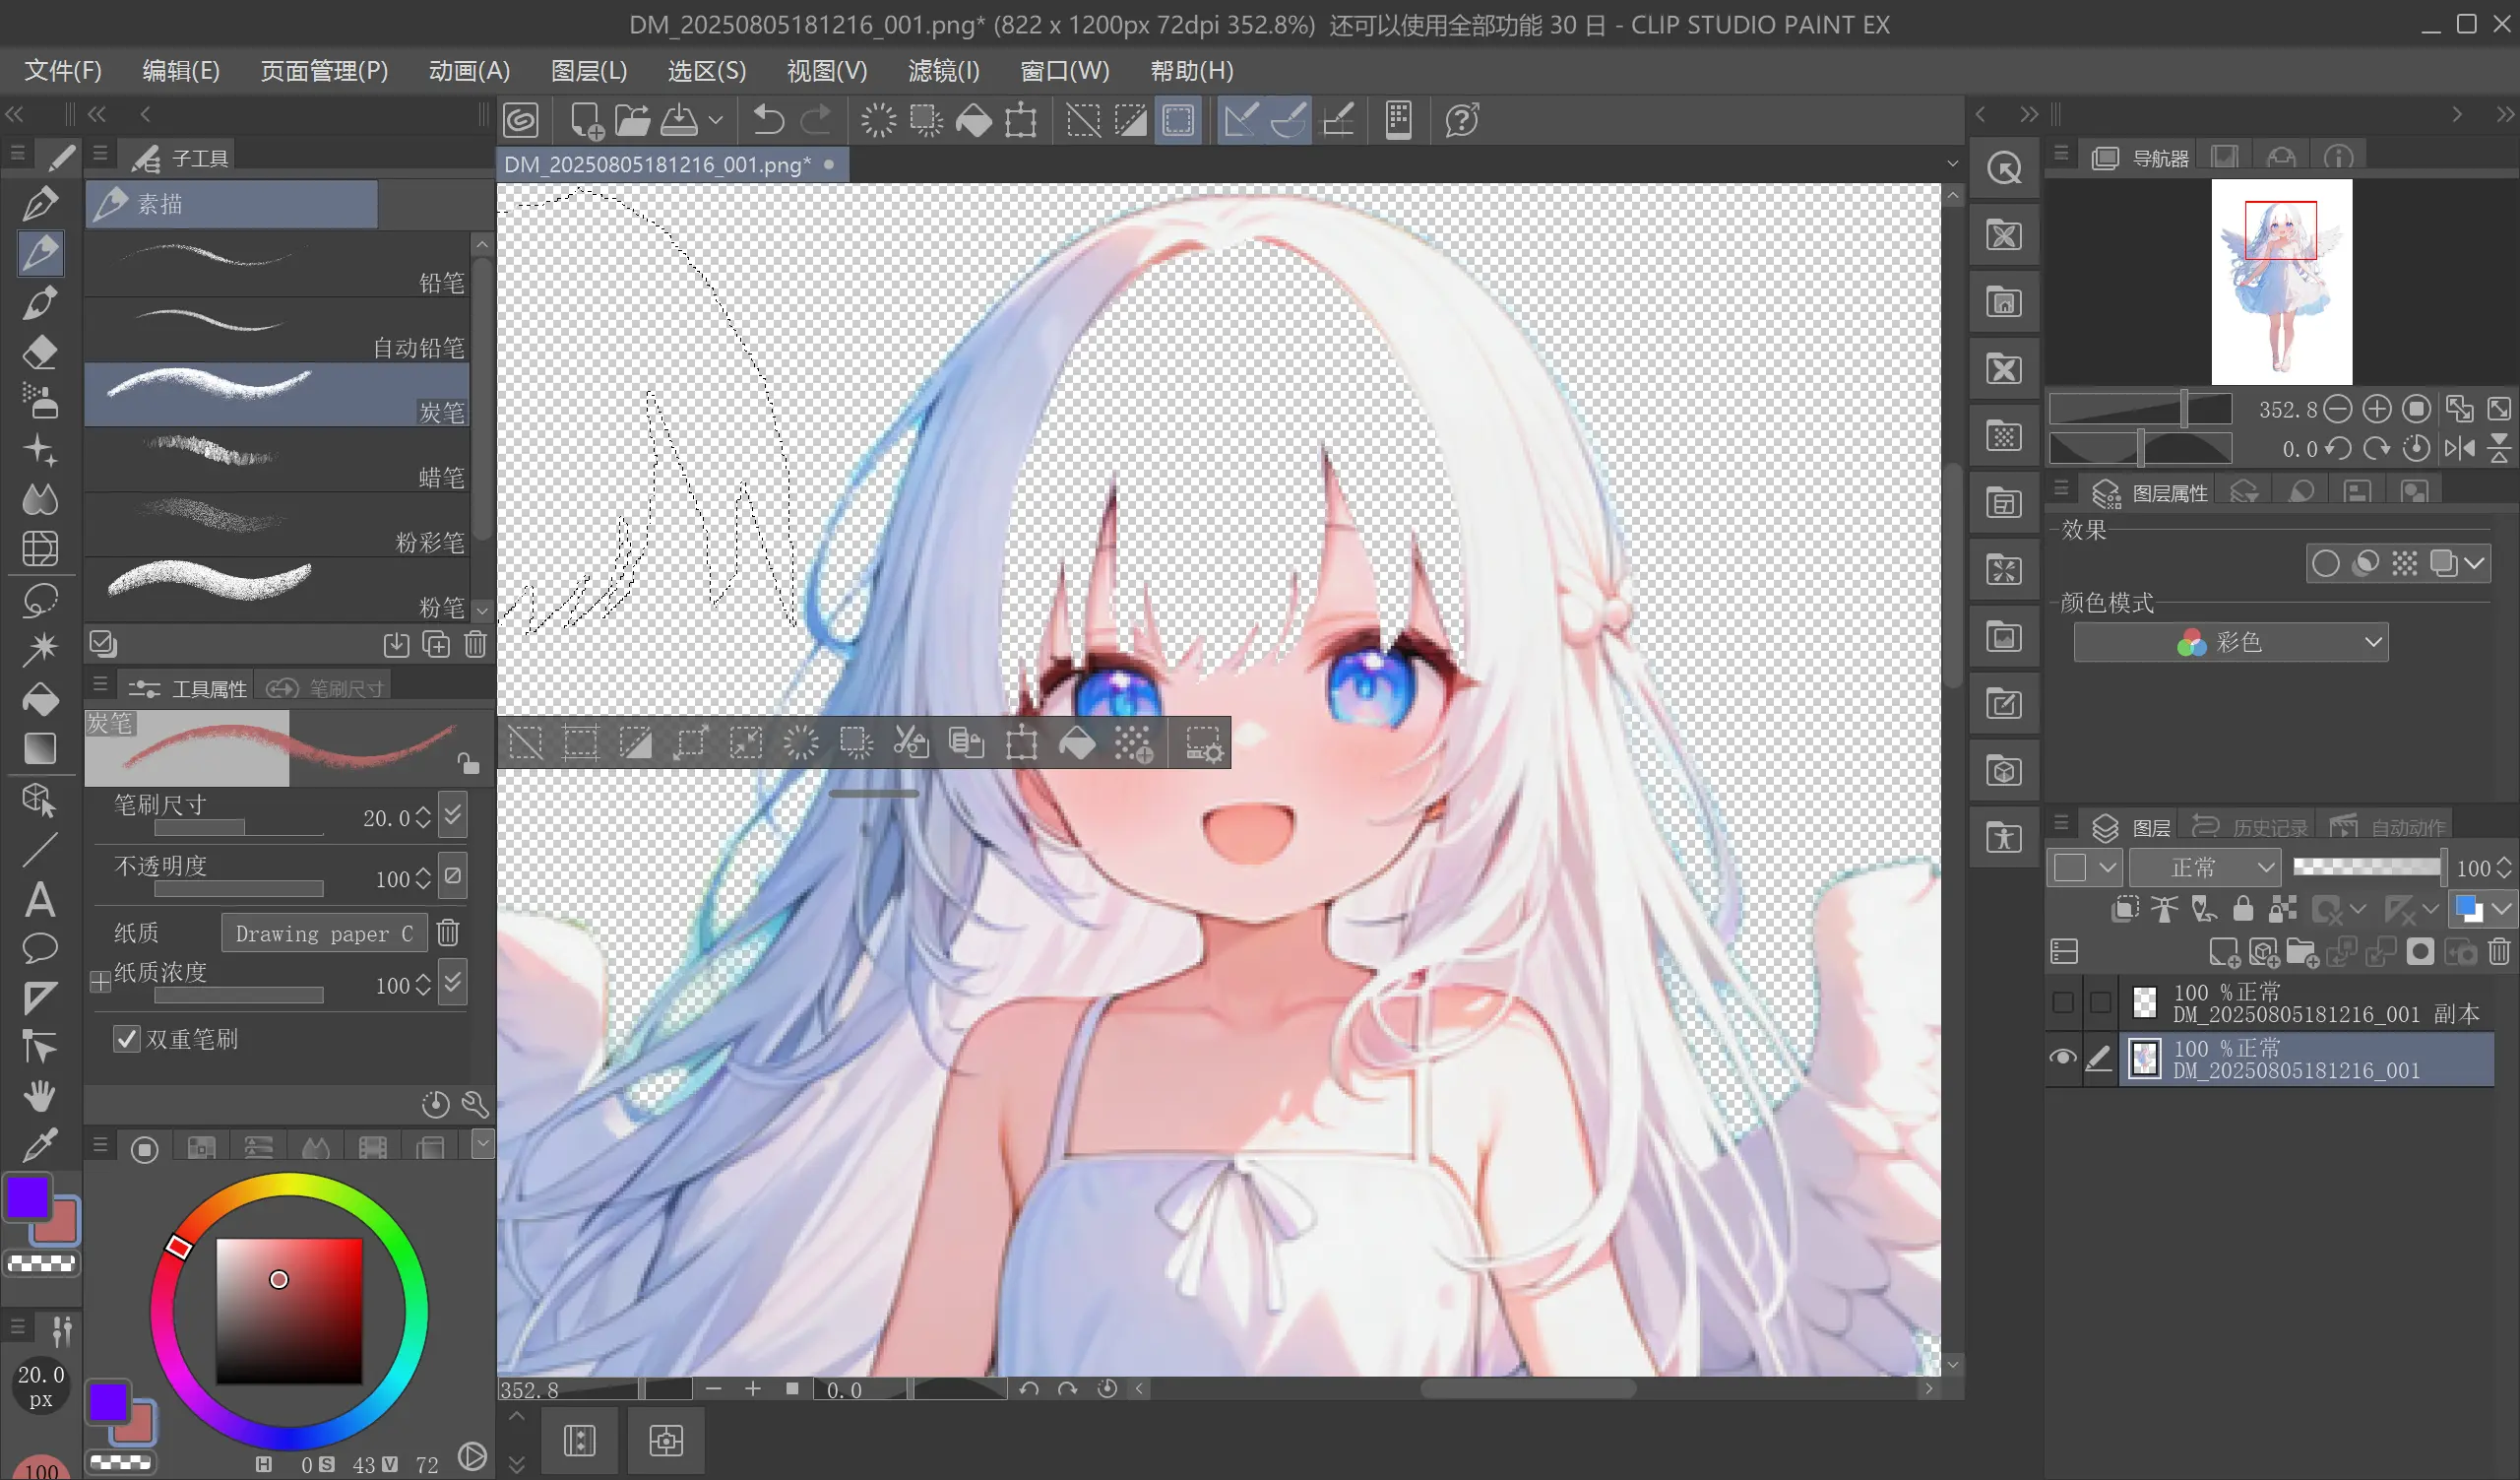 DM_20250805181216_001.png* (822 x 1200px 72dpi 352.8%)  还可以使用全部功能 30 日 - CLIP STUDIO PAINT EX
文件(F)
编辑(E)
页面管理(P)
动画(A)
图层(L)
选区(S)
视图(V)
滤镜(I)
窗口(W)
帮助(H)
子工具
素描
铅笔
自动铅笔
炭笔
蜡笔
粉彩笔
粉笔
工具属性
笔刷尺寸
炭笔
笔刷尺寸
20.0
不透明度
100
纸质
Drawing paper C
纸质浓度
100
双重笔刷
H 0 S 43 V 72
20.0
px
100
DM_20250805181216_001.png*
352.8
0.0
导航器
352.8
0.0
图层属性
效果
颜色模式
彩色
图层
历史记录
自动动作
正常
100
100 %正常
DM_20250805181216_001 副本
100 %正常
DM_20250805181216_001